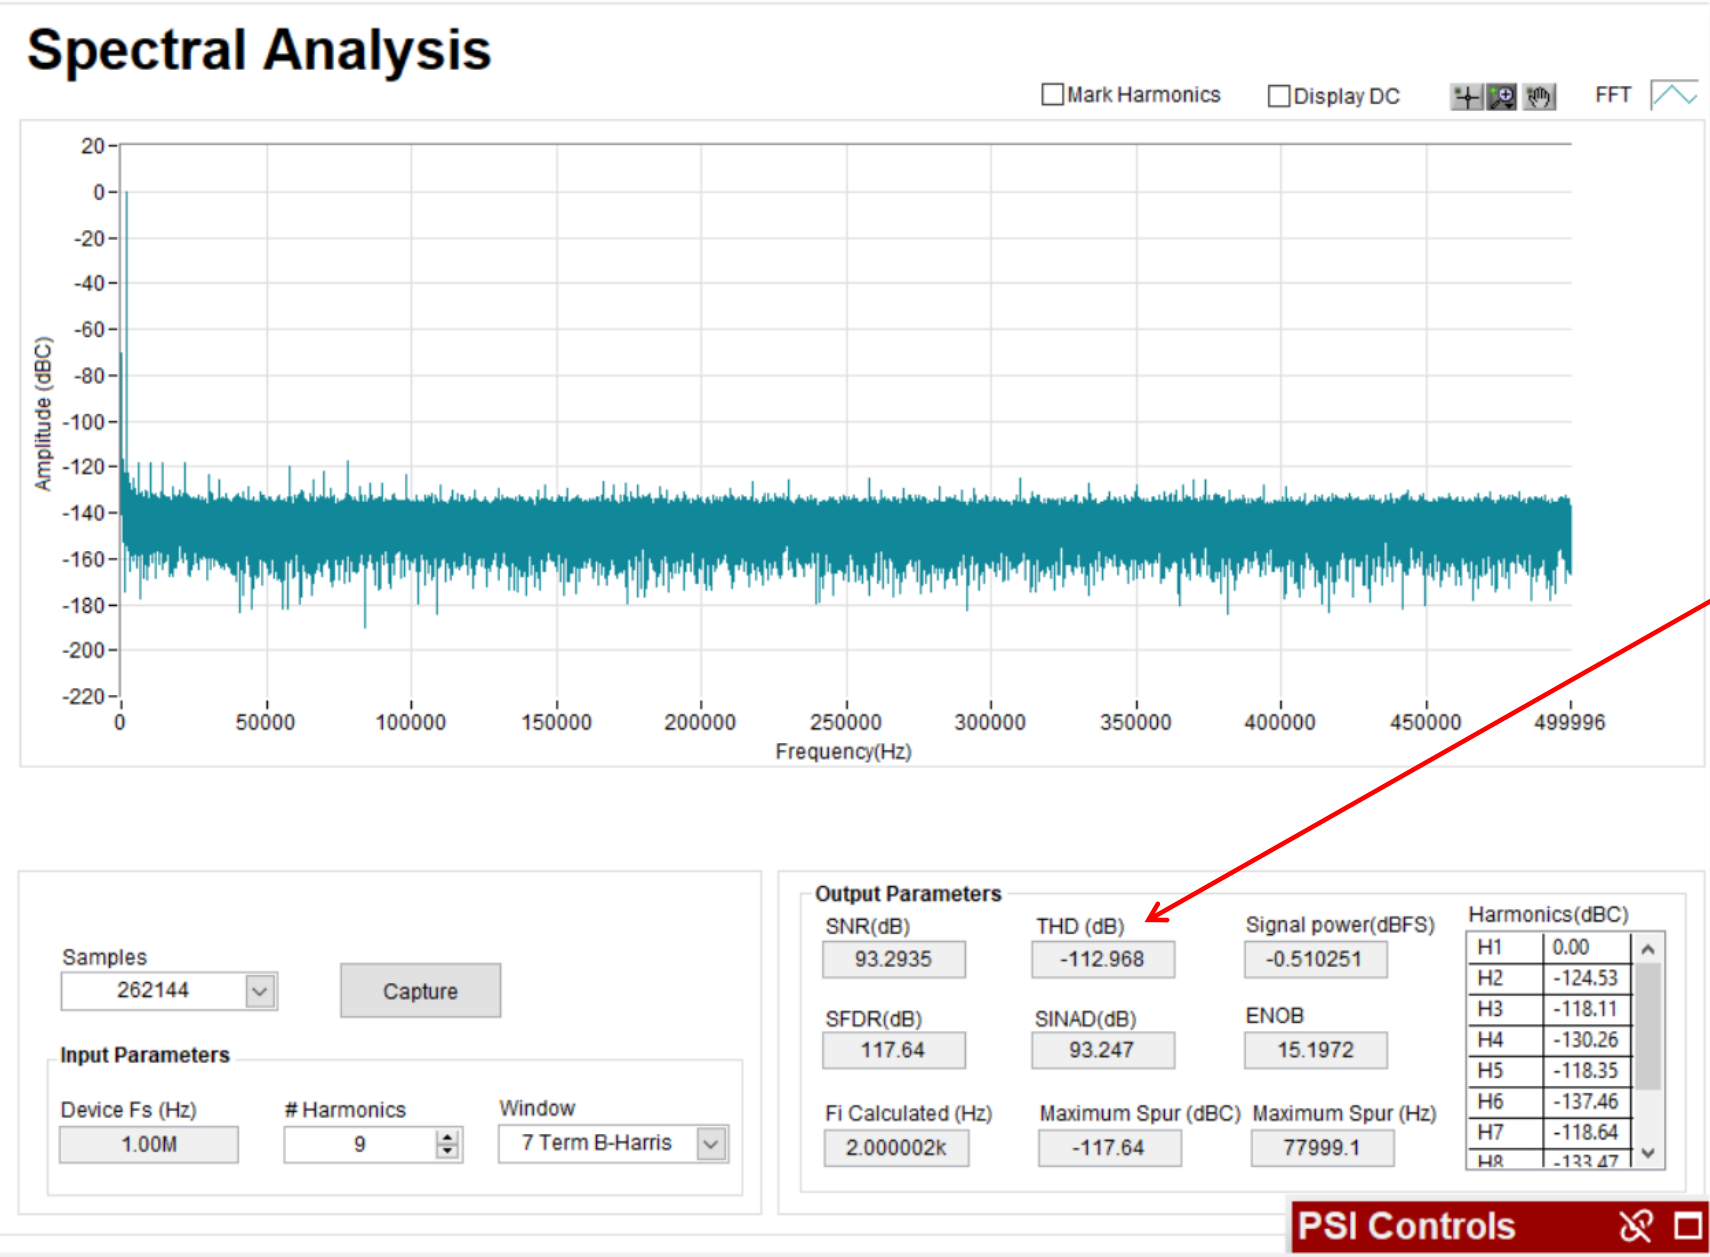 Spectral Analysis
Mark Harmonics
Display DC
FFT
20
0
-20
-40
-60
-80
-100
-120
-140
-160
-180
-200
-220
Amplitude (dBC)
0 50000 100000 150000 200000 250000 300000 350000 400000 450000 499996
Frequency(Hz)
Samples
262144
Capture
Input Parameters
Device Fs (Hz)
1.00M
# Harmonics
9
Window
7 Term B-Harris
Output Parameters
SNR(dB)
93.2935
THD (dB)
-112.968
Signal power(dBFS)
-0.510251
SFDR(dB)
117.64
SINAD(dB)
93.247
ENOB
15.1972
Fi Calculated (Hz)
2.000002k
Maximum Spur (dBC)
-117.64
Maximum Spur (Hz)
77999.1
Harmonics(dBC)
H1 0.00
H2 -124.53
H3 -118.11
H4 -130.26
H5 -118.35
H6 -137.46
H7 -118.64
H8 -133.47
PSI Controls